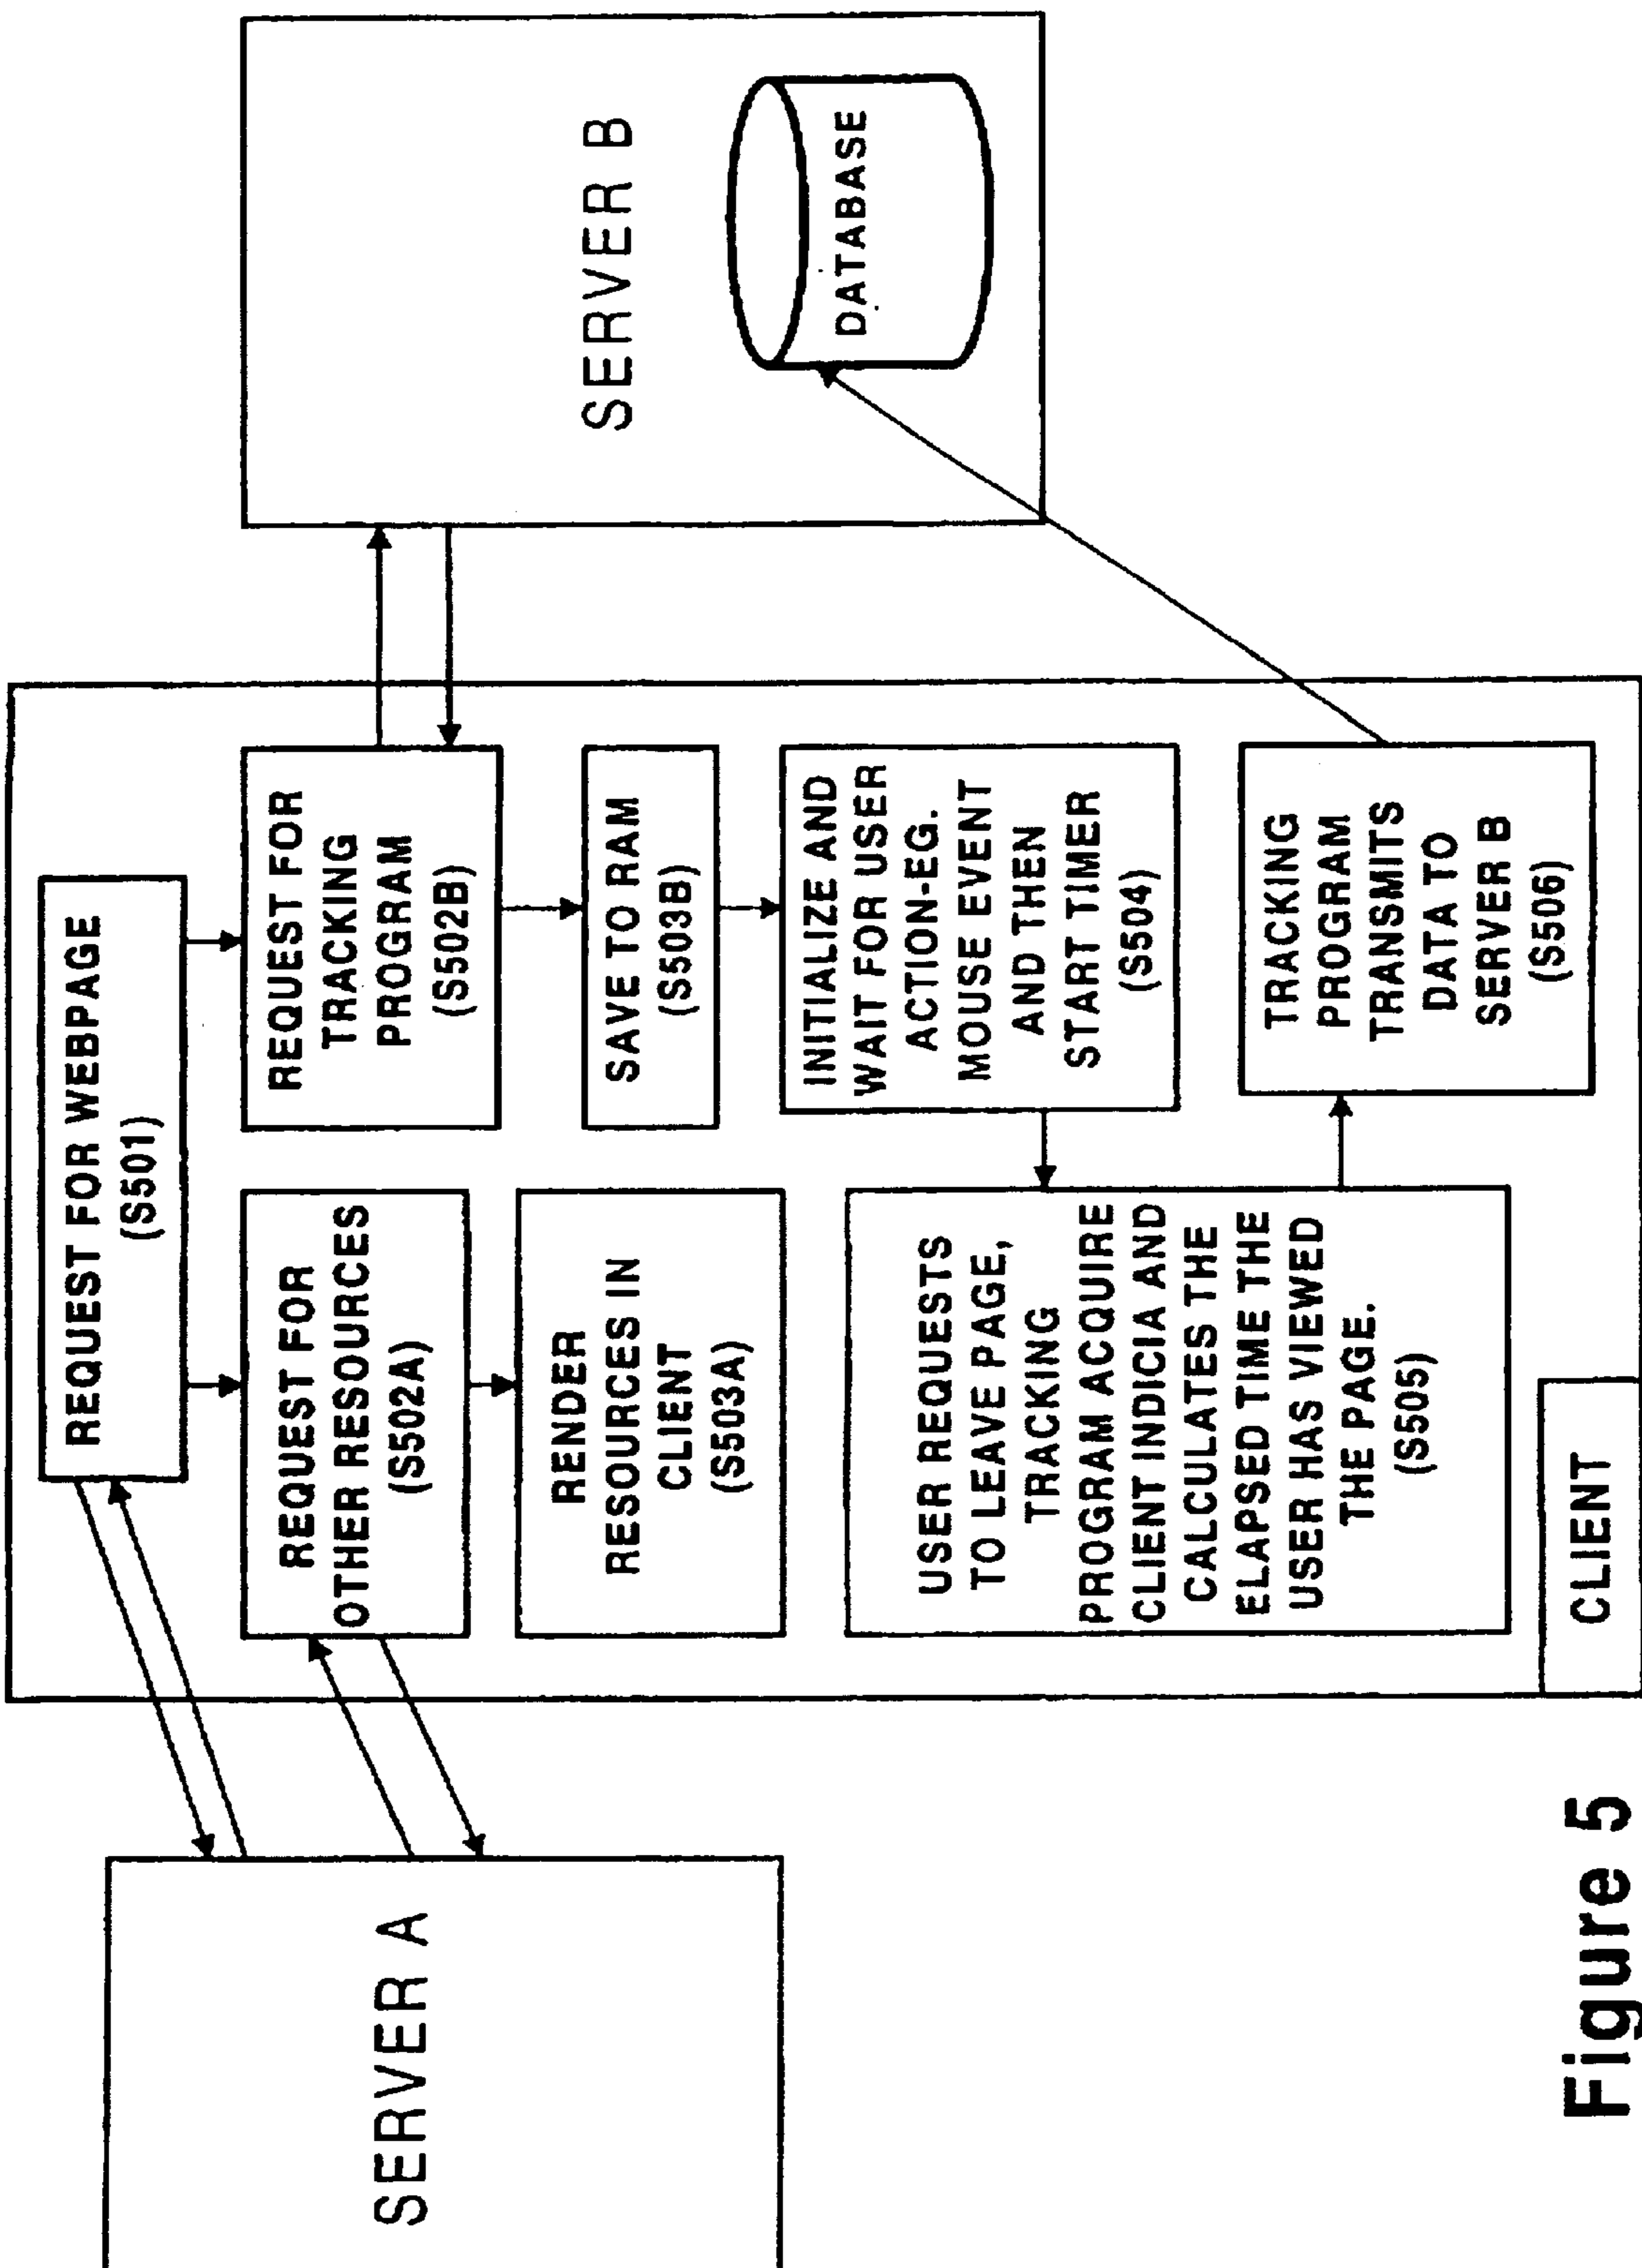 SERVER A
REQUEST FOR WEBPAGE
(S501)
REQUEST FOR
OTHER RESOURCES
(S502A)
REQUEST FOR
TRACKING
PROGRAM
(S502B)
RENDER
RESOURCES IN
CLIENT
(S503A)
SAVE TO RAM
(S503B)
INITIALIZE AND
WAIT FOR USER
ACTION-EG.
MOUSE EVENT
AND THEN
START TIMER
(S504)
USER REQUESTS
TO LEAVE PAGE,
TRACKING
PROGRAM ACQUIRE
CLIENT INDICIA AND
CALCULATES THE
ELAPSED TIME THE
USER HAS VIEWED
THE PAGE.
(S505)
TRACKING
PROGRAM
TRANSMITS
DATA TO
SERVER B
(S506)
CLIENT
SERVER B
DATABASE
Figure 5